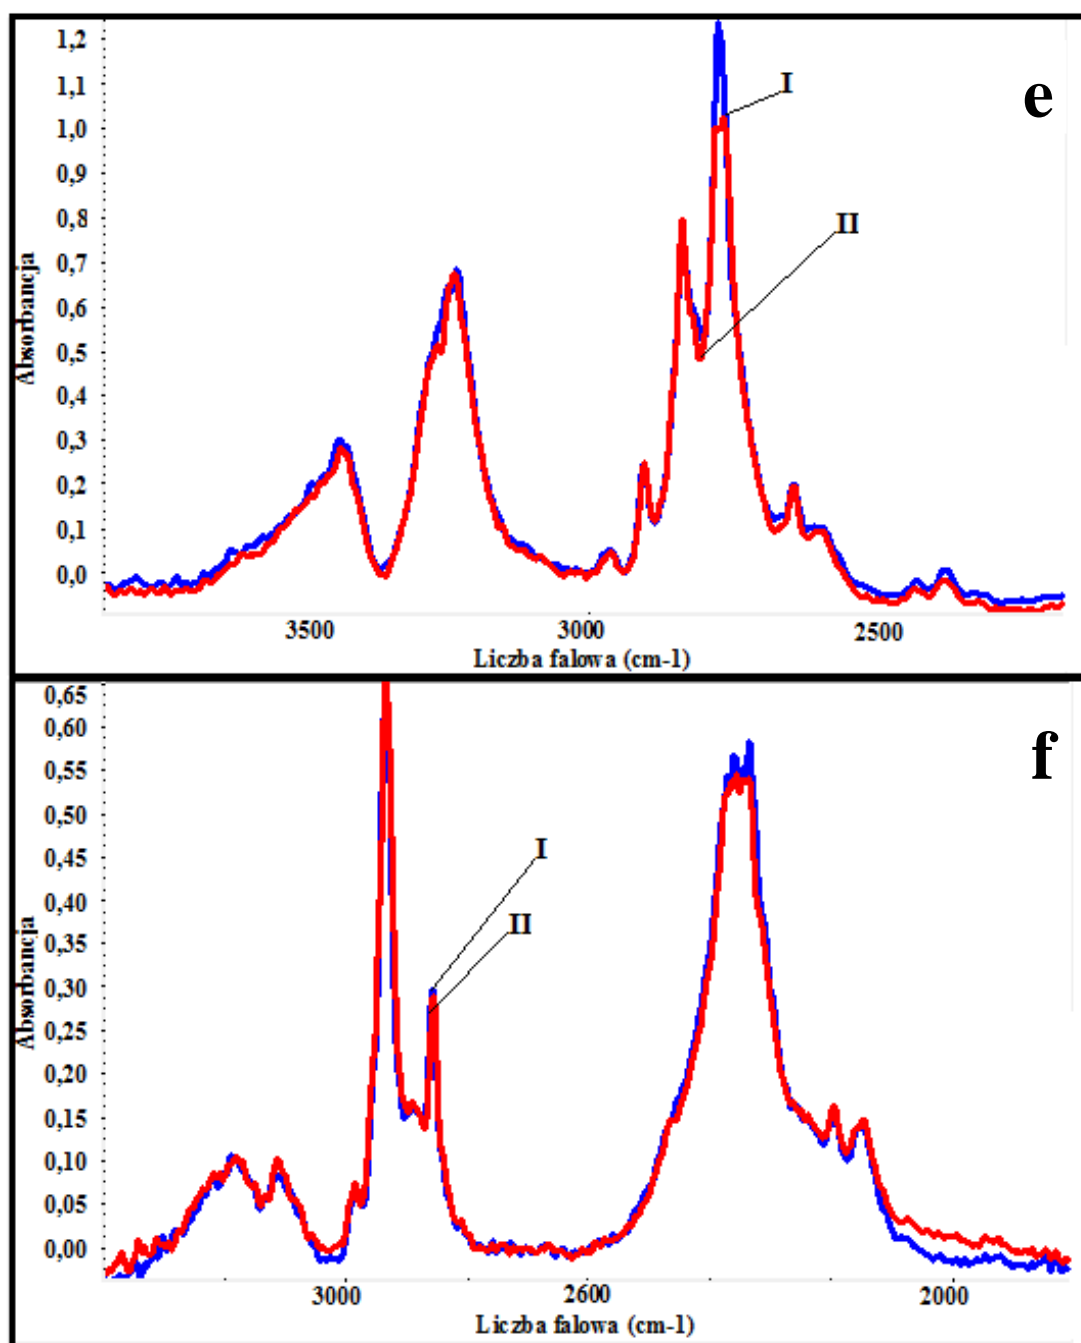 e
1,2
1,1
1,0
0,9
0,8
0,7
0,6
0,5
0,4
0,3
0,2
0,1
0,0
Absorbancja
I
II
3500 3000 2500
Liczba falowa (cm-1)
f
0,65
0,60
0,55
0,50
0,45
0,40
0,35
0,30
0,25
0,20
0,15
0,10
0,05
0,00
Absorbancja
I
II
3000 2600 2000
Liczba falowa (cm-1)